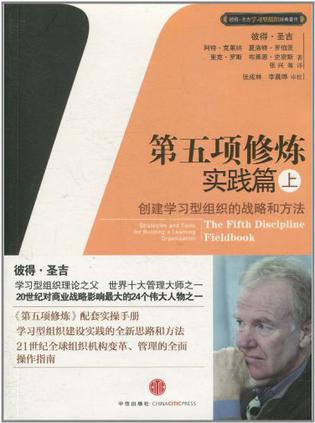 彼得·圣吉学习型组织经典著作
彼得·圣吉
阿特·克莱纳 夏洛特·罗伯茨
里克·罗斯 布莱恩·史密斯 著
张兴 等 译
张成林 李晨晔 审校
第五项修炼
实践篇 上
创建学习型组织的战略和方法
Strategies and Tools
for Building a Learning
Organization
The Fifth Discipline
Fieldbook
彼得·圣吉
学习型组织理论之父 世界十大管理大师之一
20世纪对商业战略影响最大的24个伟大人物之一
《第五项修炼》配套实操手册
学习型组织建设实践的全新思路和方法
21世纪全球组织机构变革、管理的全面
操作指南
中信出版社·CHINACITICPRESS